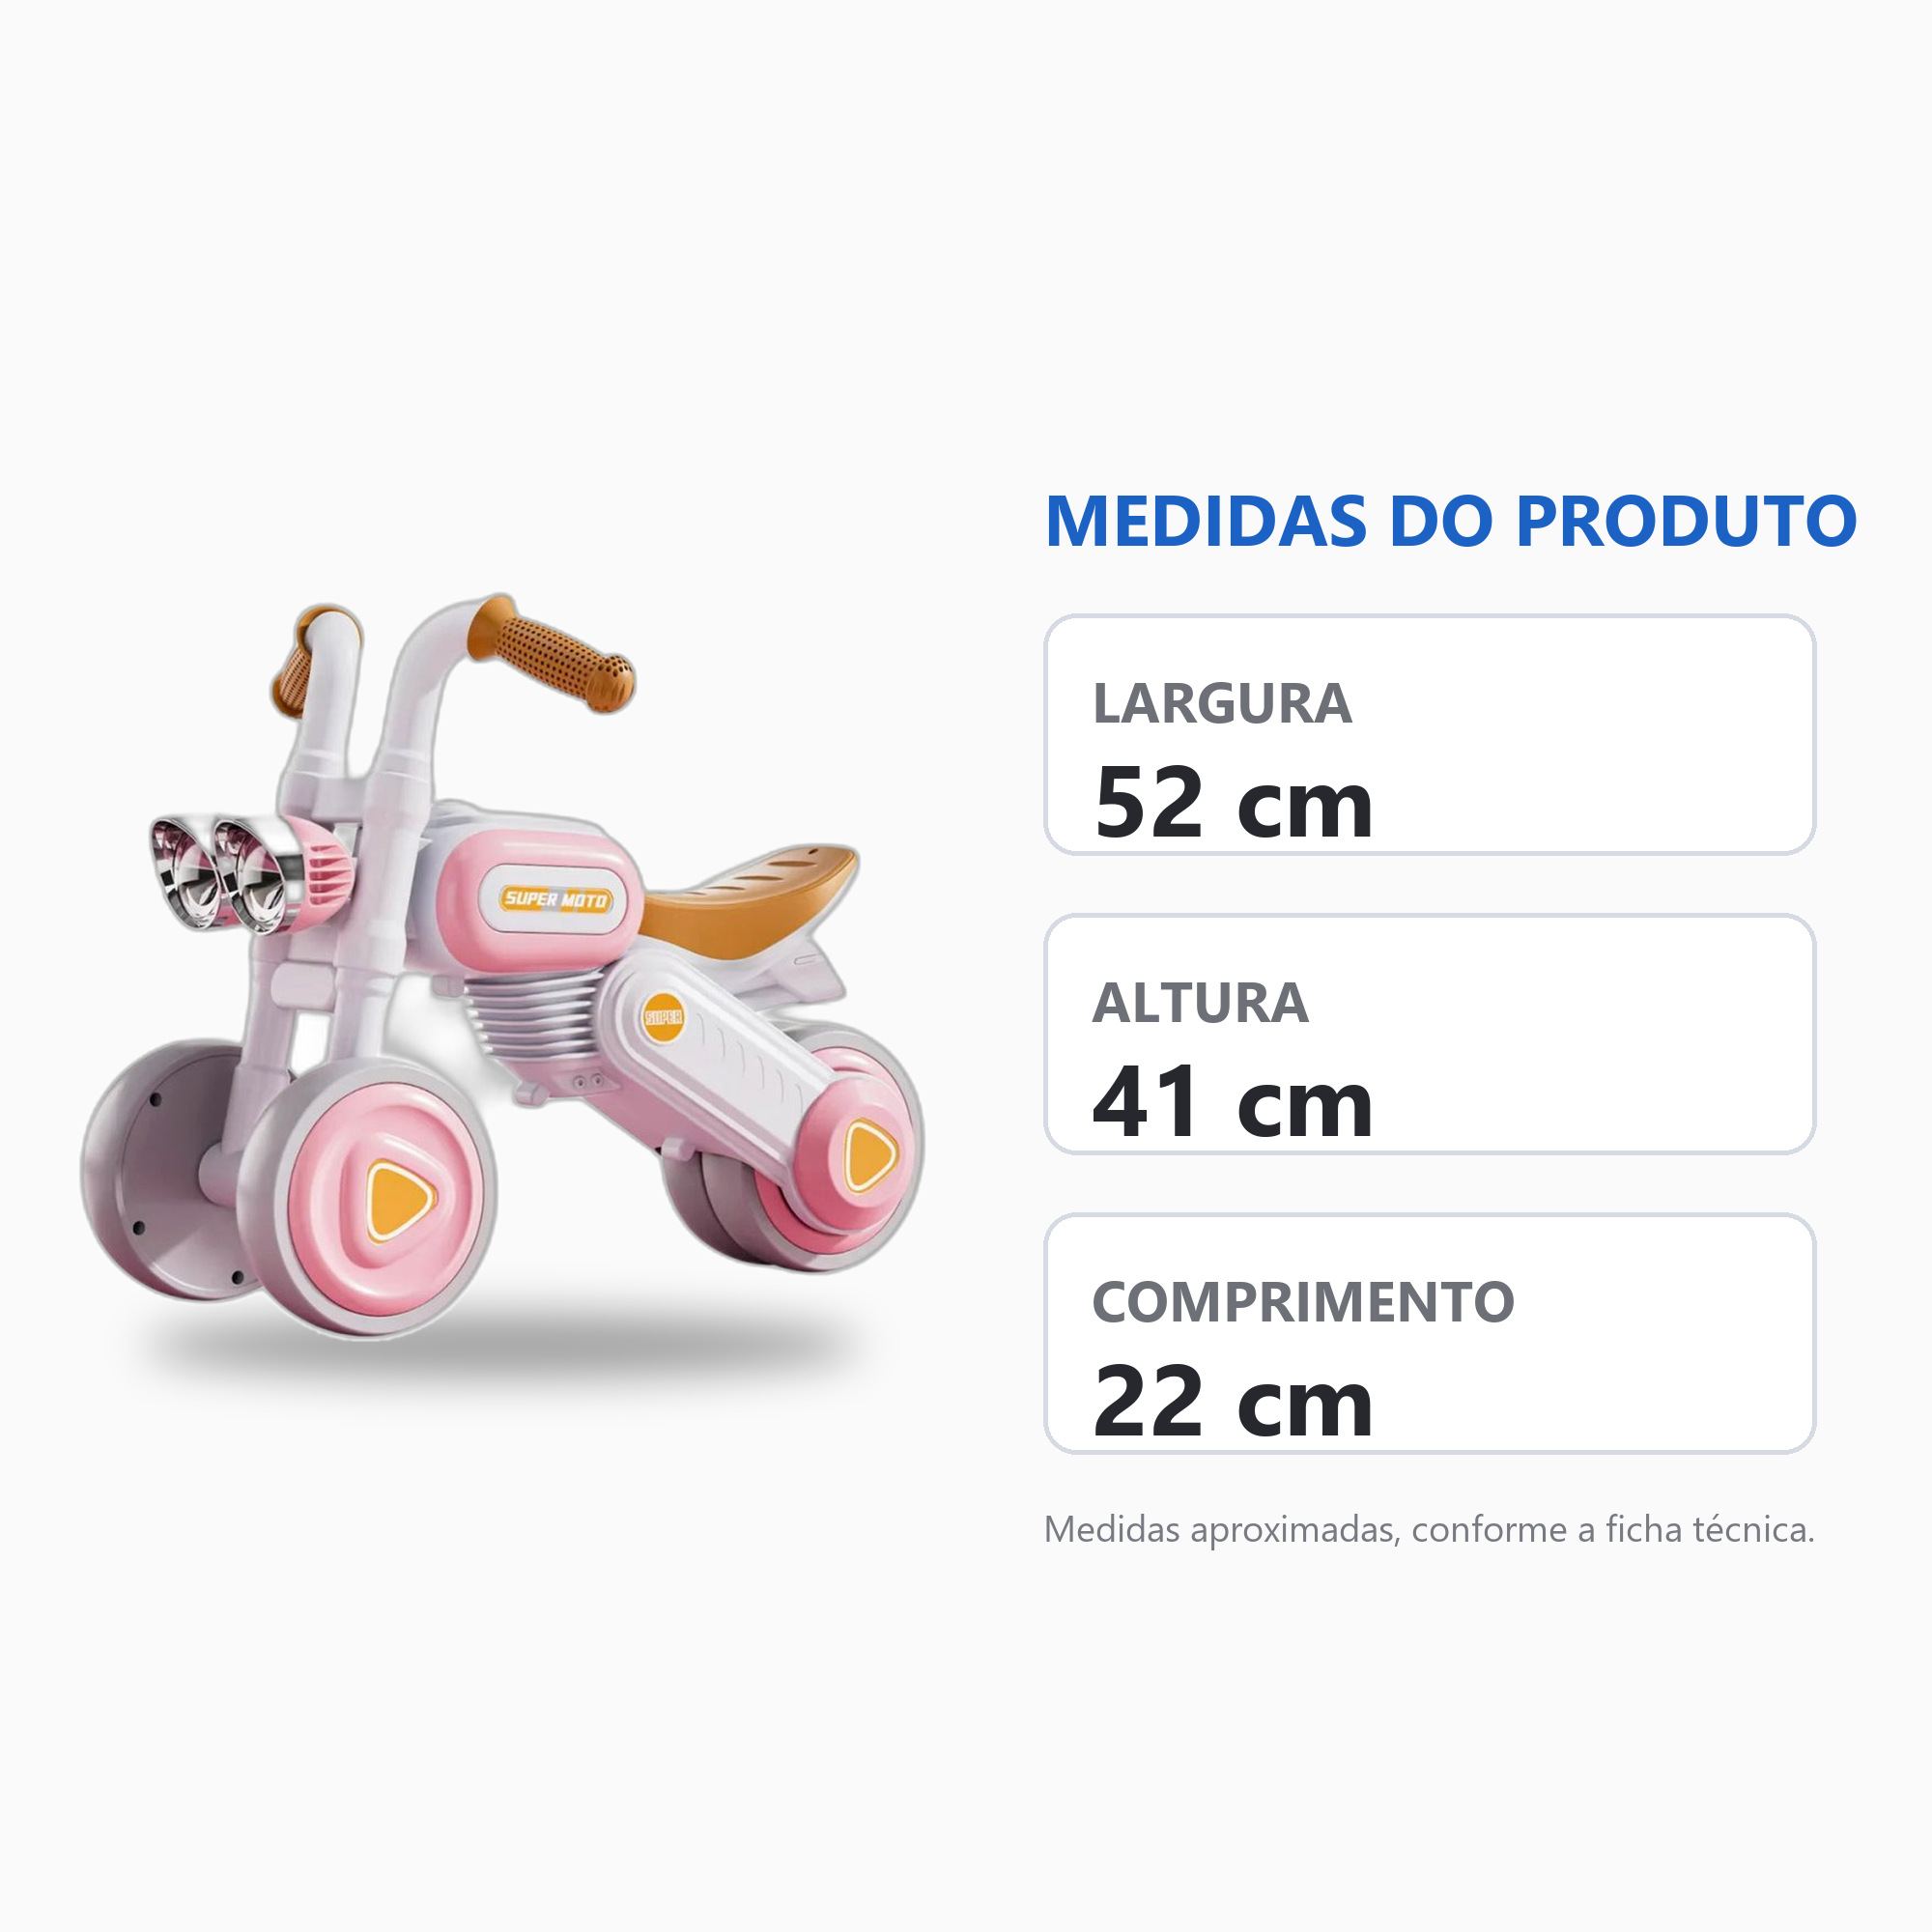 MEDIDAS DO PRODUTO
LARGURA
52 cm
ALTURA
41 cm
COMPRIMENTO
22 cm
Medidas aproximadas, conforme a ficha técnica.
SUPER MOTO
SUPER